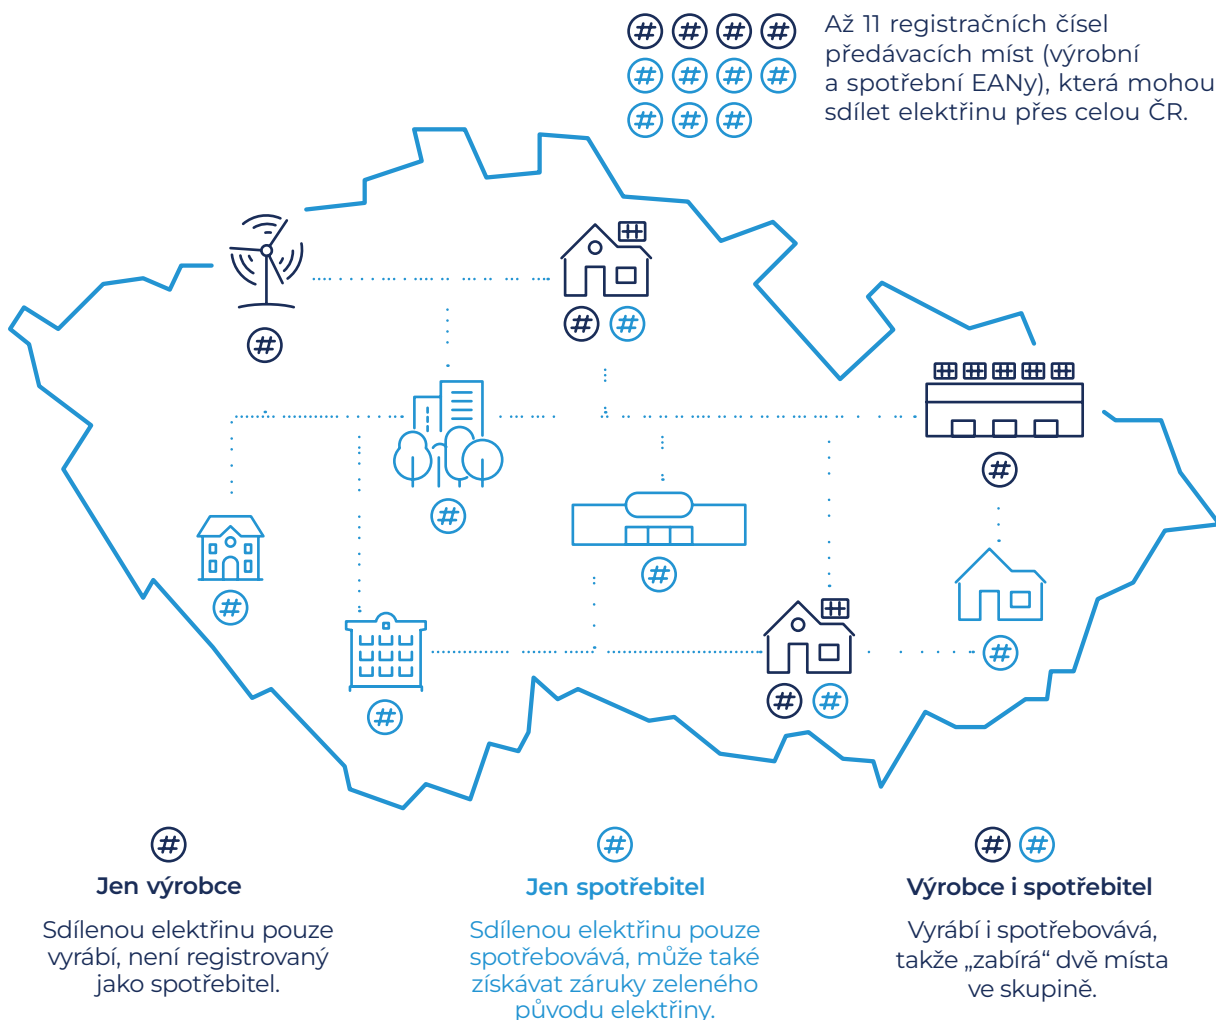 # # # #
# # # #
# # #
Až 11 registračních čísel
předávacích míst (výrobní
a spotřební EANy), která mohou
sdílet elektřinu přes celou ČR.
# #
#
#
#
#
#
#
# #
#
#
Jen výrobce
Sdílenou elektřinu pouze
vyrábí, není registrovaný
jako spotřebitel.
#
Jen spotřebitel
Sdílenou elektřinu pouze
spotřebovává, může také
získávat záruky zeleného
původu elektřiny.
# #
Výrobce i spotřebitel
Vyrábí i spotřebovává,
takže „zabírá“ dvě místa
ve skupině.